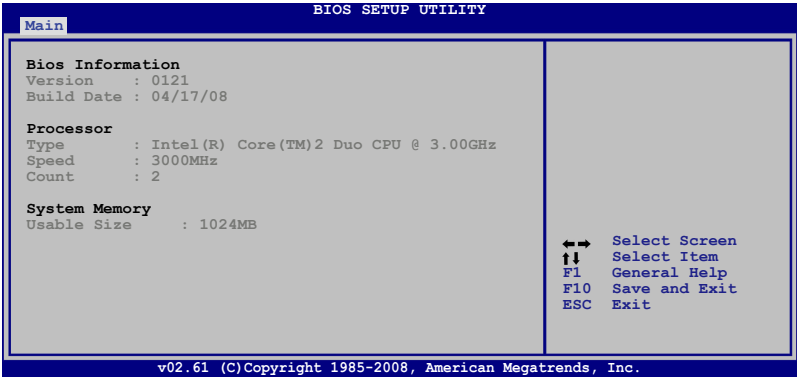 BIOS SETUP UTILITY
Main
Bios Information
Version : 0121
Build Date : 04/17/08
Processor
Type : Intel(R) Core(TM)2 Duo CPU @ 3.00GHz
Speed : 3000MHz
Count : 2
System Memory
Usable Size : 1024MB
←→ Select Screen
↑↓ Select Item
F1 General Help
F10 Save and Exit
ESC Exit
v02.61 (C)Copyright 1985-2008, American Megatrends, Inc.